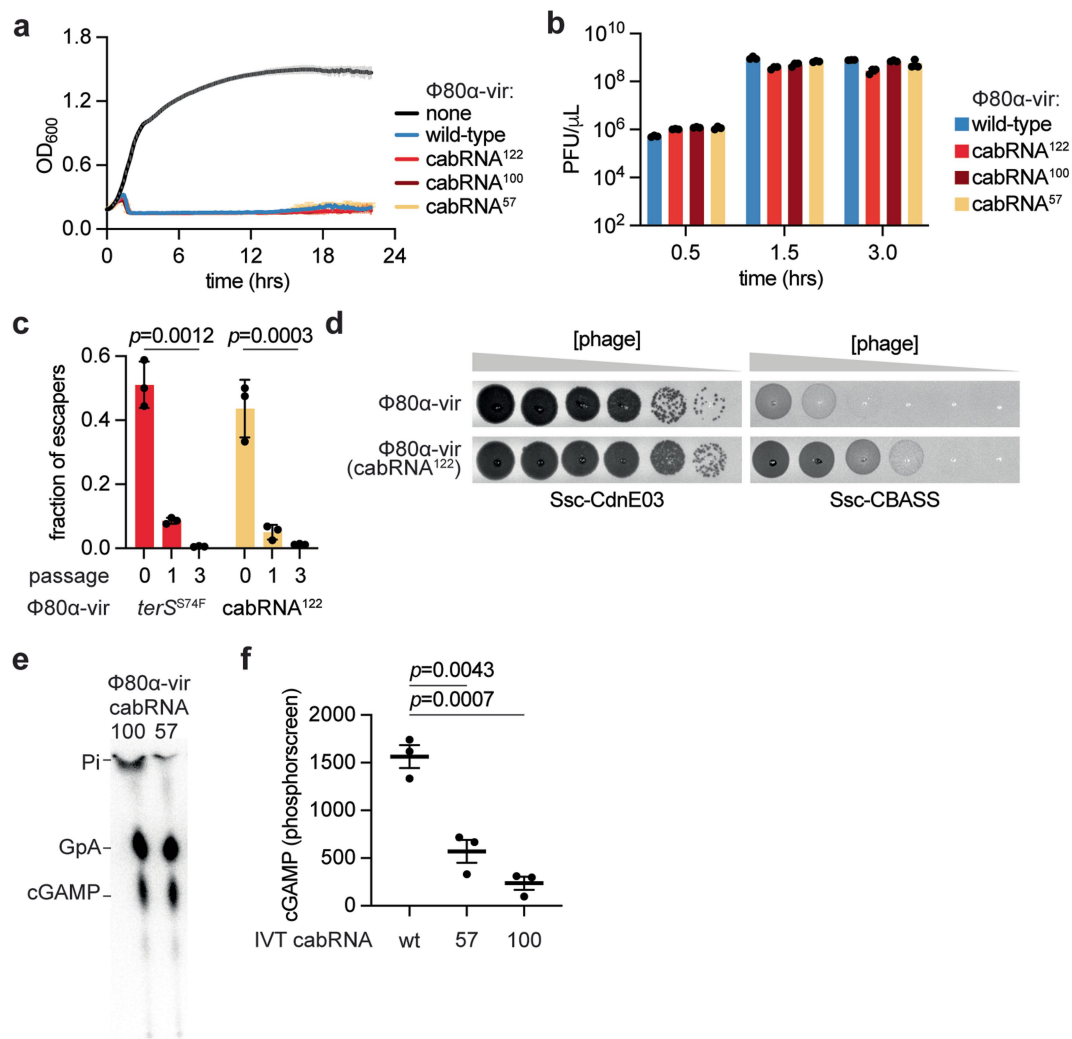 a
1.8
1.2
0.6
0.0
OD600
0 6 12 18 24
time (hrs)
Φ80α-vir:
none
wild-type
cabRNA122
cabRNA100
cabRNA57
b
10^10
10^8
10^6
10^4
10^2
PFU/μL
0.5 1.5 3.0
time (hrs)
Φ80α-vir:
wild-type
cabRNA122
cabRNA100
cabRNA57
c
p=0.0012 p=0.0003
0.6
0.4
0.2
0.0
fraction of escapers
passage 0 1 3 0 1 3
Φ80α-vir terS^S74F cabRNA122
d
[phage] [phage]
Φ80α-vir
Φ80α-vir
(cabRNA122)
Ssc-CdnE03 Ssc-CBASS
e
Φ80α-vir
cabRNA
100 57
Pi
GpA
cGAMP
f
p=0.0043
p=0.0007
2000
1500
1000
500
0
cGAMP (phosphorscreen)
IVT cabRNA wt 57 100